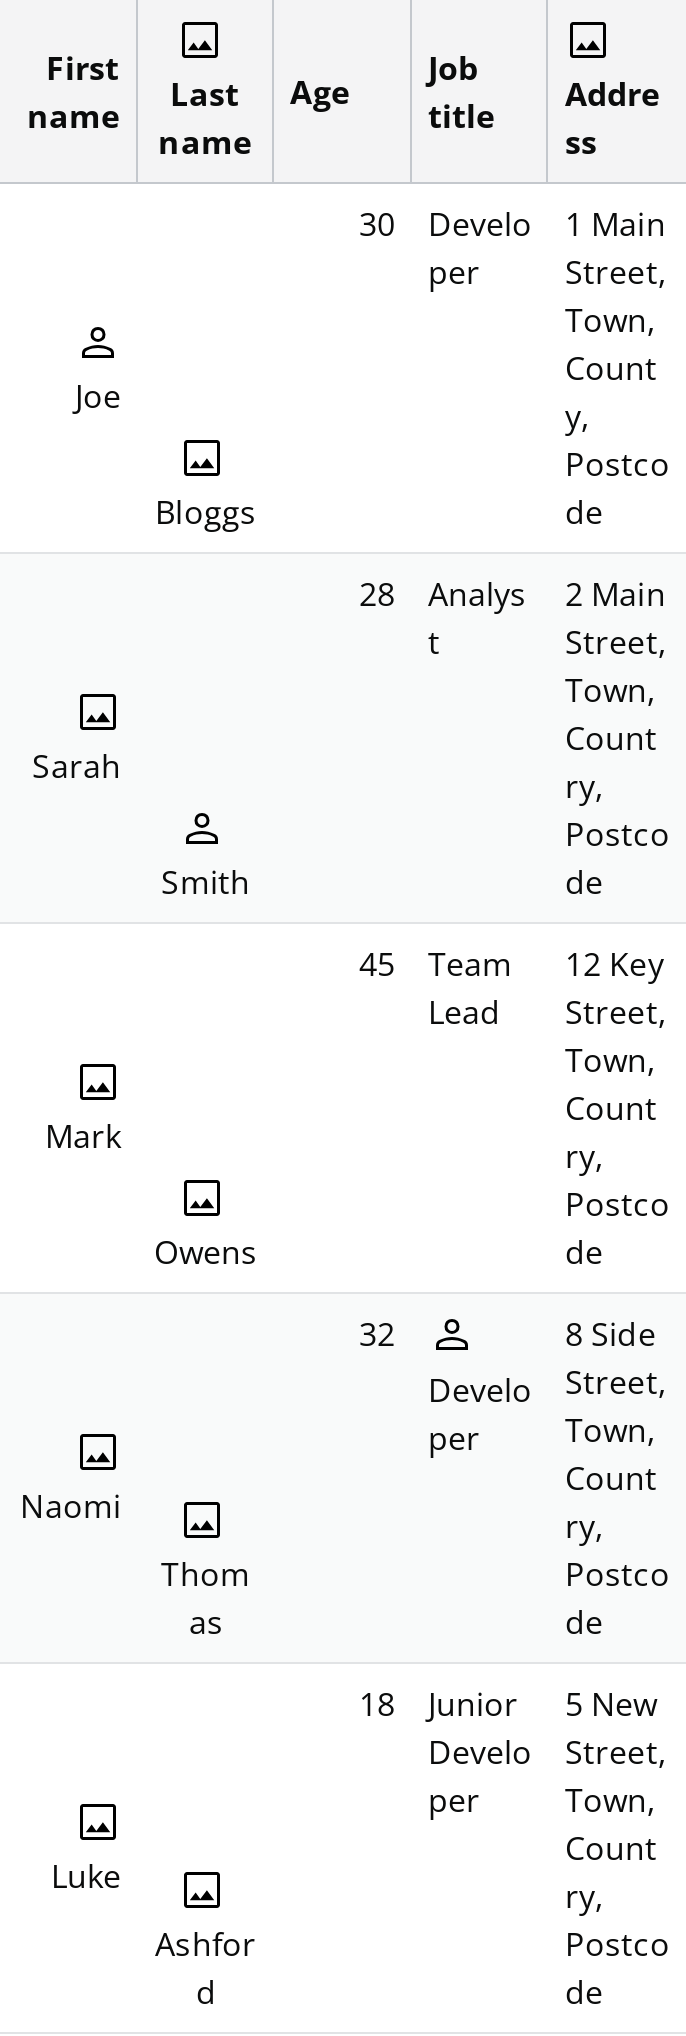 First
name
Last
name
Age
Job
title
Addre
ss
Joe
Bloggs
30
Develo
per
1 Main
Street,
Town,
Count
y,
Postco
de
Sarah
Smith
28
Analys
t
2 Main
Street,
Town,
Count
ry,
Postco
de
Mark
Owens
45
Team
Lead
12 Key
Street,
Town,
Count
ry,
Postco
de
Naomi
Thom
as
32
Develo
per
8 Side
Street,
Town,
Count
ry,
Postco
de
Luke
Ashfor
d
18
Junior
Develo
per
5 New
Street,
Town,
Count
ry,
Postco
de